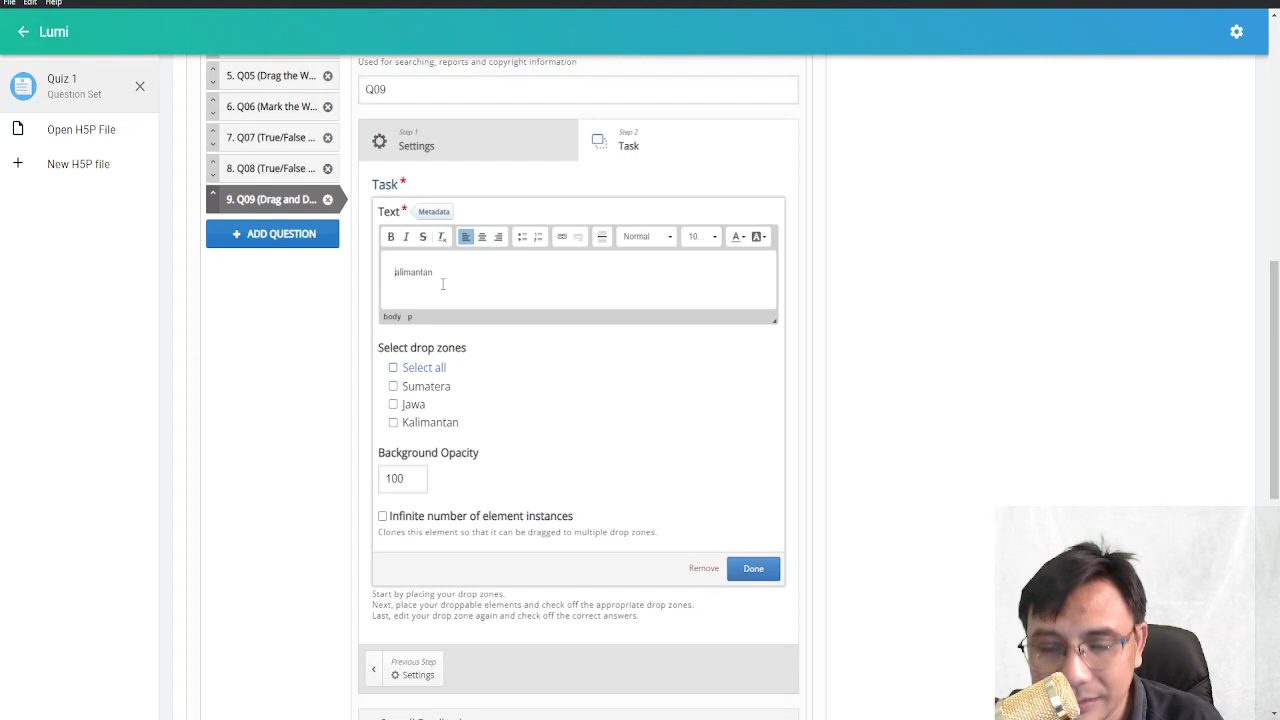 File Edit Help
Lumi
Quiz 1
Question Set
Open H5P File
New H5P file
5. Q05 (Drag the W...
6. Q06 (Mark the W...
7. Q07 (True/False ...
8. Q08 (True/False ...
9. Q09 (Drag and D...
+ ADD QUESTION
Used for searching, reports and copyright information
Q09
Step 1
Settings
Step 2
Task
Task *
Text * Metadata
B I S Tx Normal 10... A A
alimantan
body p
Select drop zones
Select all
Sumatera
Jawa
Kalimantan
Background Opacity
100
Infinite number of element instances
Clones this element so that it can be dragged to multiple drop zones.
Remove Done
Start by placing your drop zones.
Next, place your droppable elements and check off the appropriate drop zones.
Last, edit your drop zone again and check off the correct answers.
Previous Step
Settings